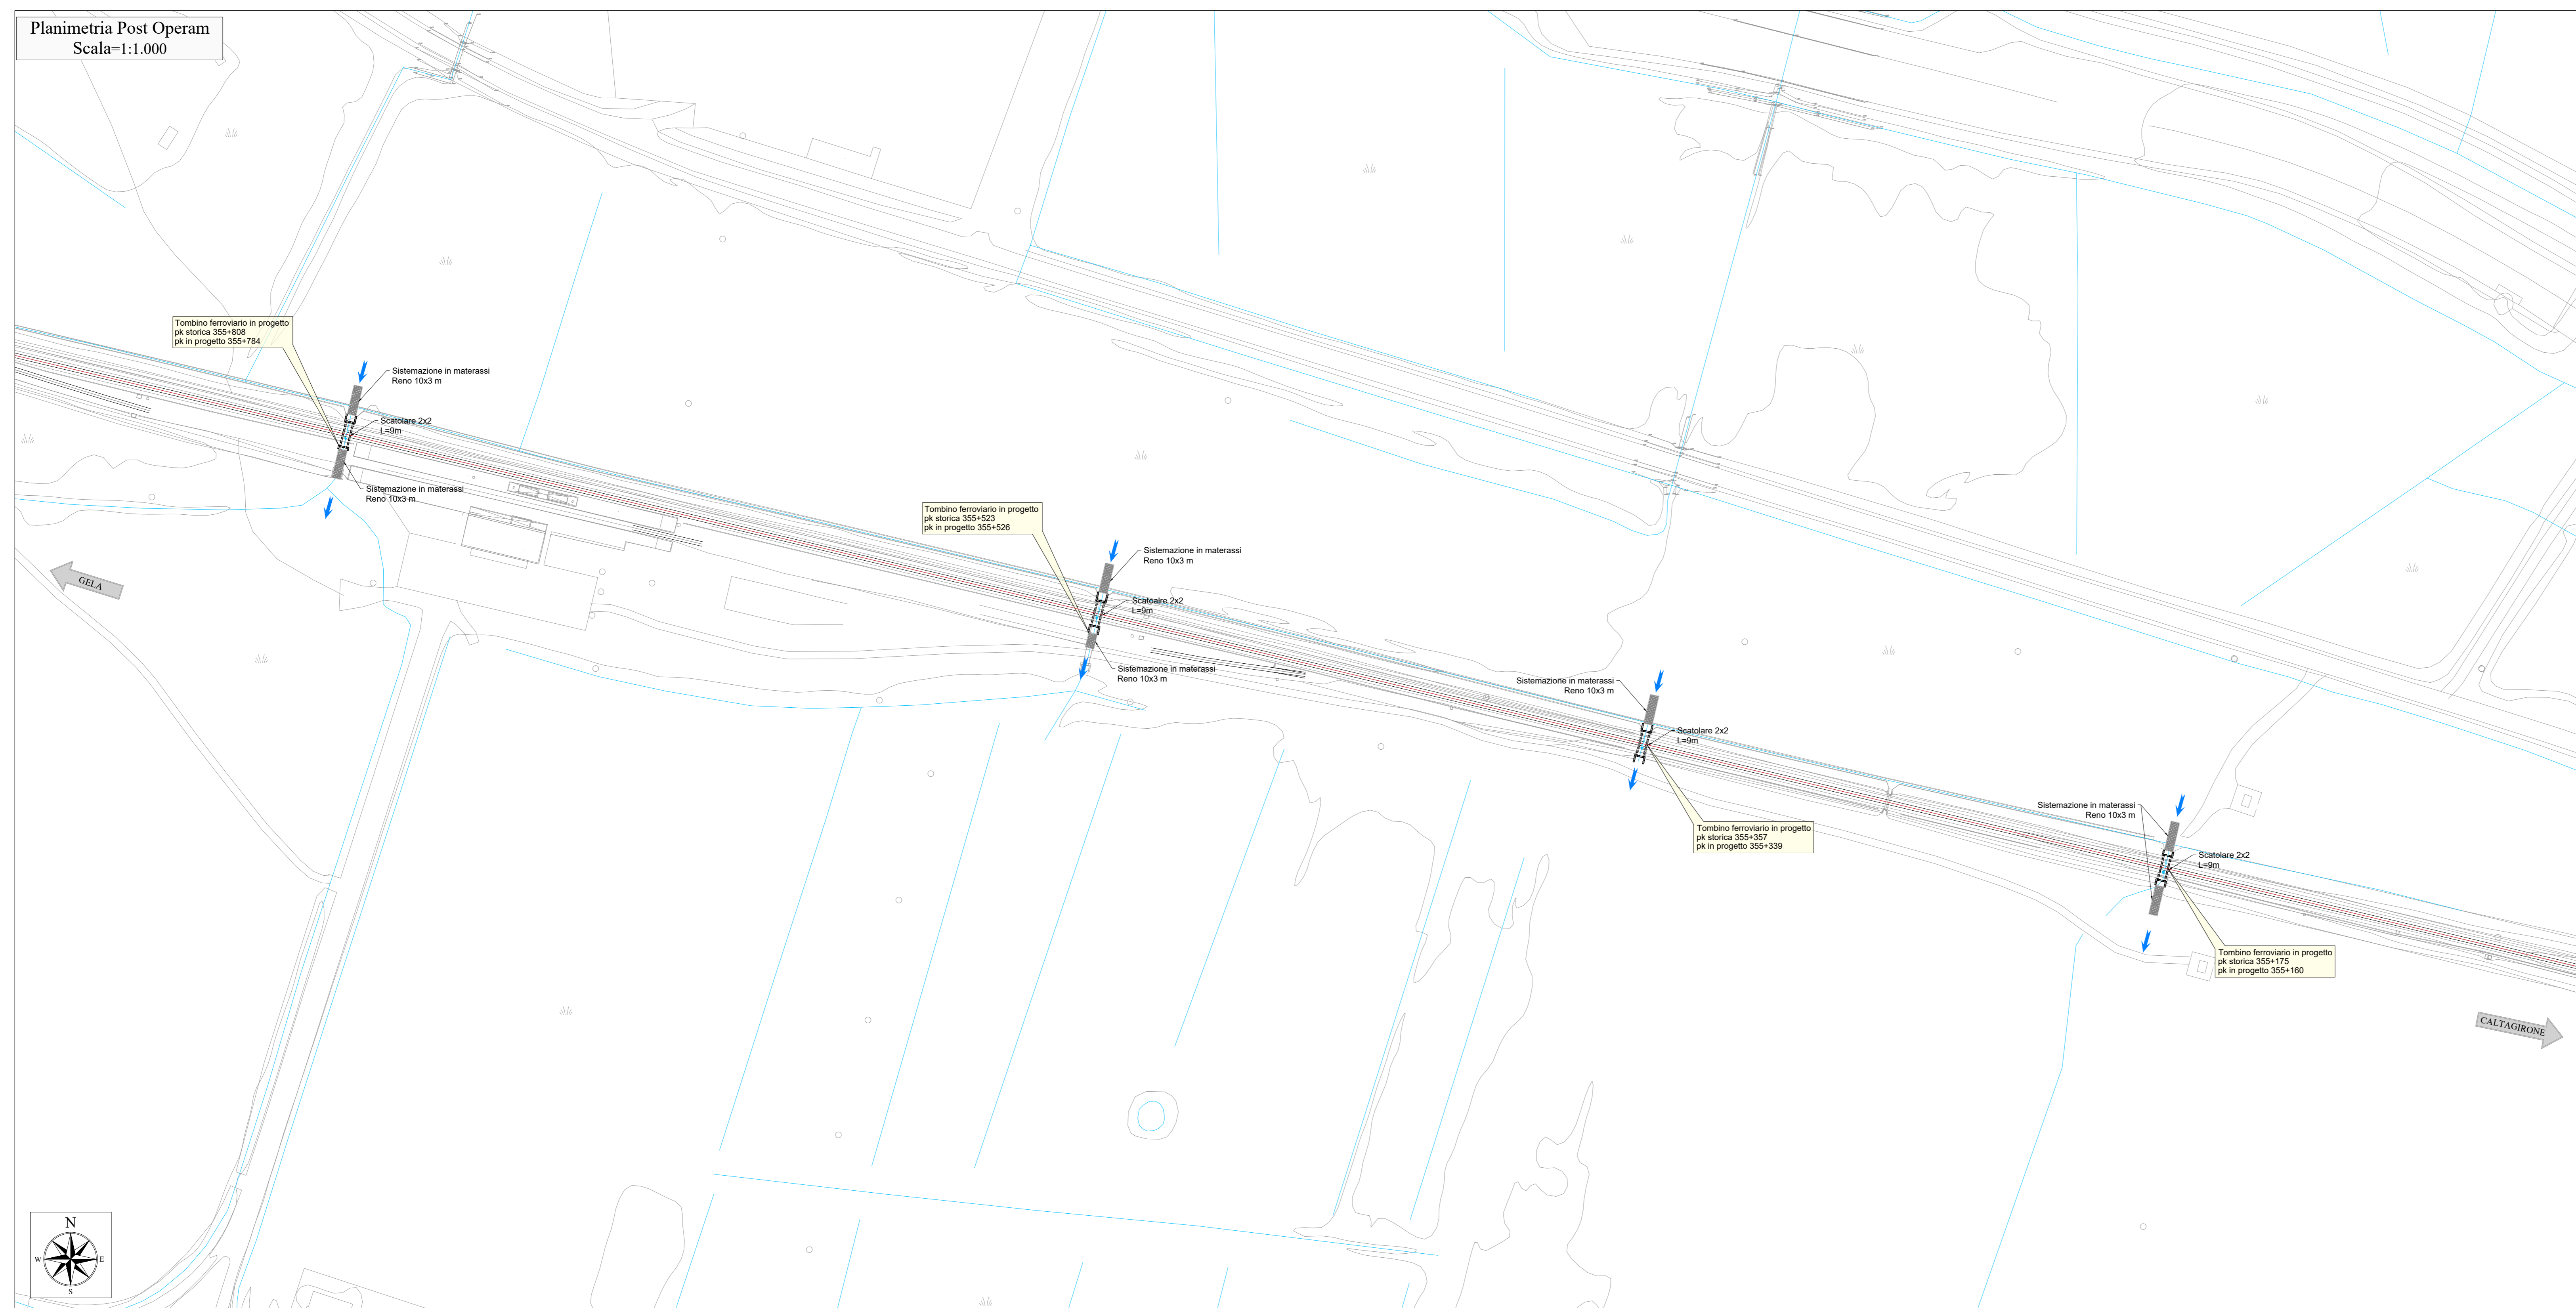 Planimetria Post Operam
Scala=1:1.000
Tombino ferroviario in progetto
pk storica 355+808
pk in progetto 355+784
Sistemazione in materassi
Reno 10x3 m
Scatolare 2x2
L=9m
Sistemazione in materassi
Reno 10x3 m
GELA
Tombino ferroviario in progetto
pk storica 355+523
pk in progetto 355+526
Sistemazione in materassi
Reno 10x3 m
Scatoalre 2x2
L=9m
Sistemazione in materassi
Reno 10x3 m
Sistemazione in materassi
Reno 10x3 m
Scatolare 2x2
L=9m
Tombino ferroviario in progetto
pk storica 355+357
pk in progetto 355+339
Sistemazione in materassi
Reno 10x3 m
Scatolare 2x2
L=9m
Tombino ferroviario in progetto
pk storica 355+175
pk in progetto 355+160
CALTAGIRONE
N
W
E
S